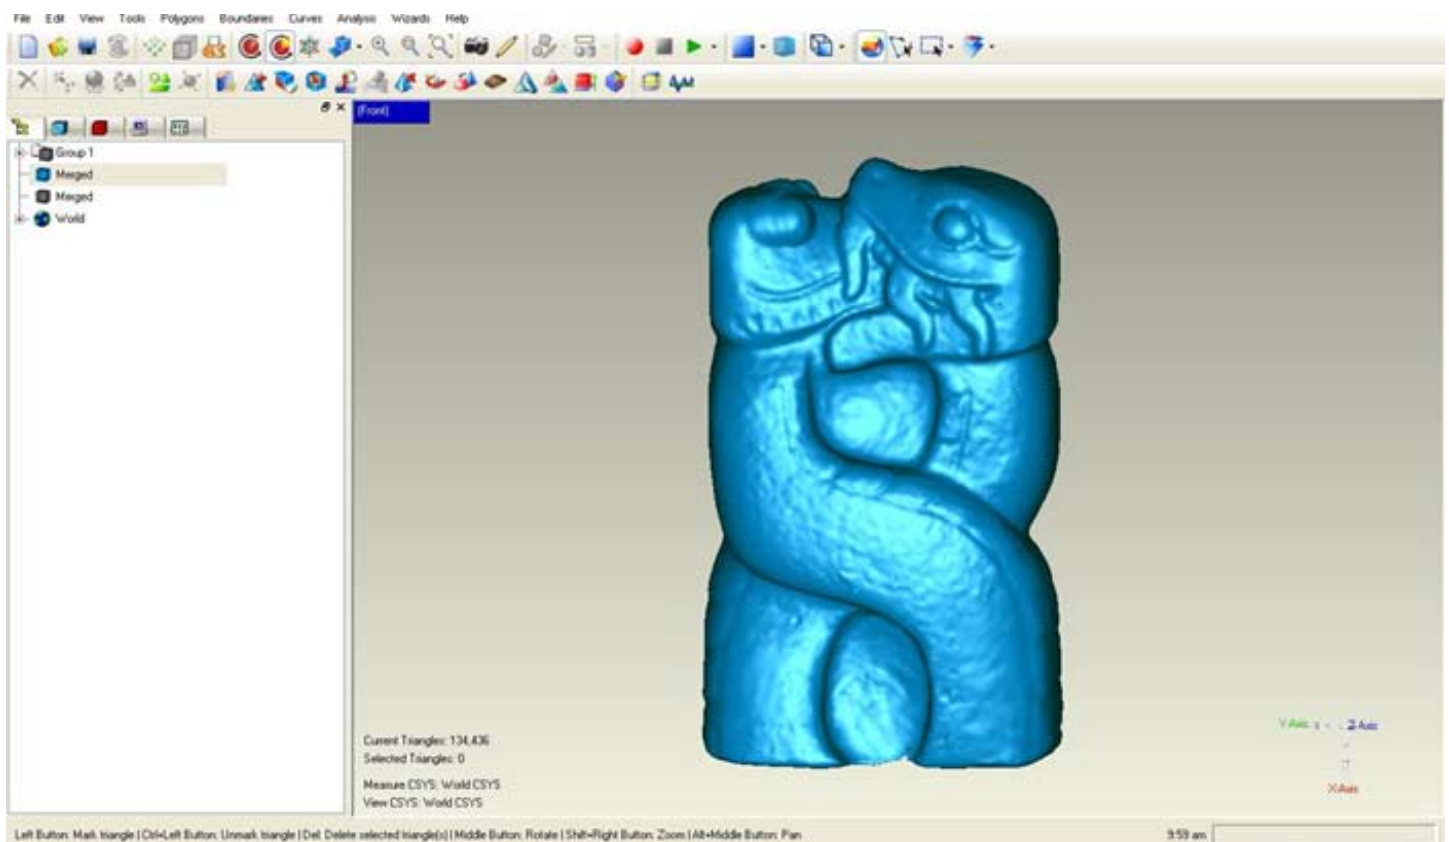 File Edit View Tools Polygons Boundaries Curves Analysis Wizards Help
(Front)
Group 1
Merged
Merged
World
Current Triangles: 134,436
Selected Triangles: 0
Measure CSYS: World CSYS
View CSYS: World CSYS
Y-Axis Z-Axis
X-Axis
Left Button: Mark triangle | Ctrl+Left Button: Unmark triangle | Del: Delete selected triangle(s) | Middle Button: Rotate | Shift+Right Button: Zoom | Alt+Middle Button: Pan 9:59 am